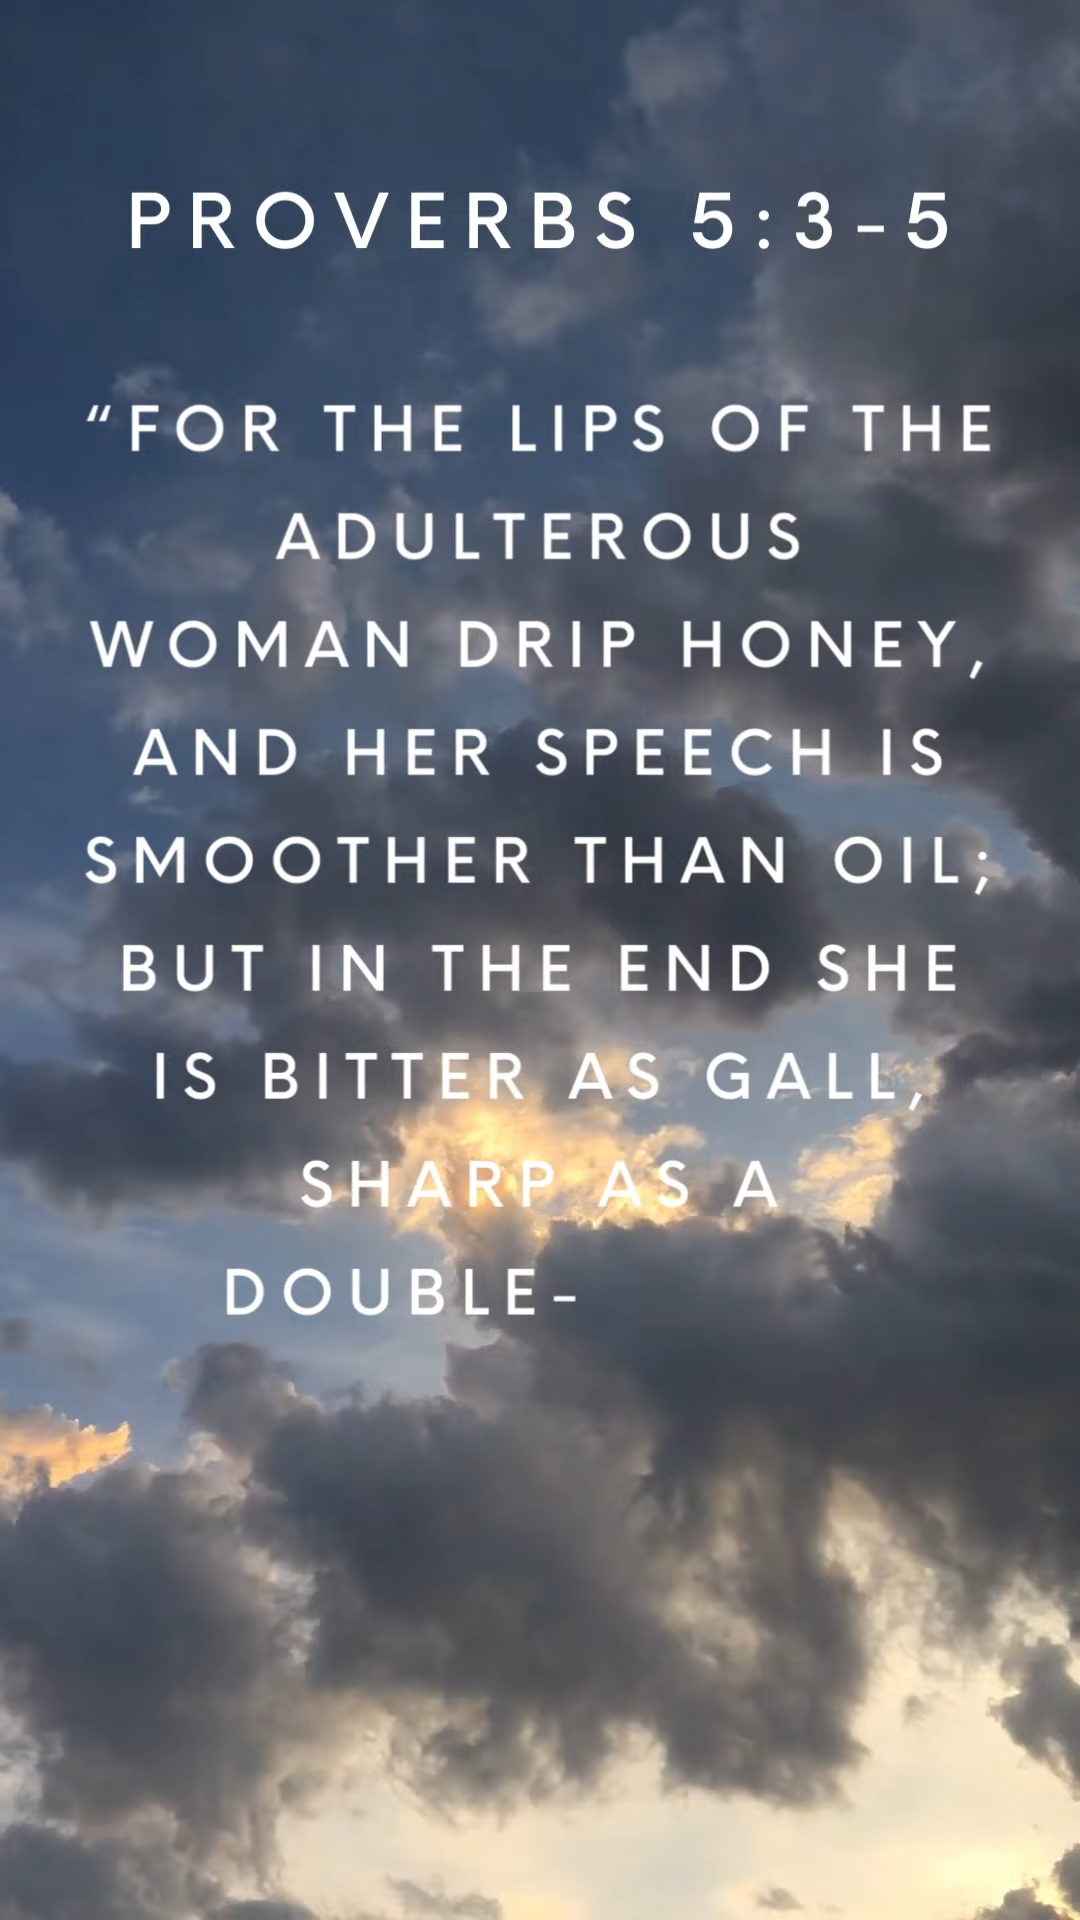 PROVERBS 5:3-5
“FOR THE LIPS OF THE
ADULTEROUS
WOMAN DRIP HONEY,
AND HER SPEECH IS
SMOOTHER THAN OIL;
BUT IN THE END SHE
IS BITTER AS GALL,
SHARP AS A
DOUBLE-